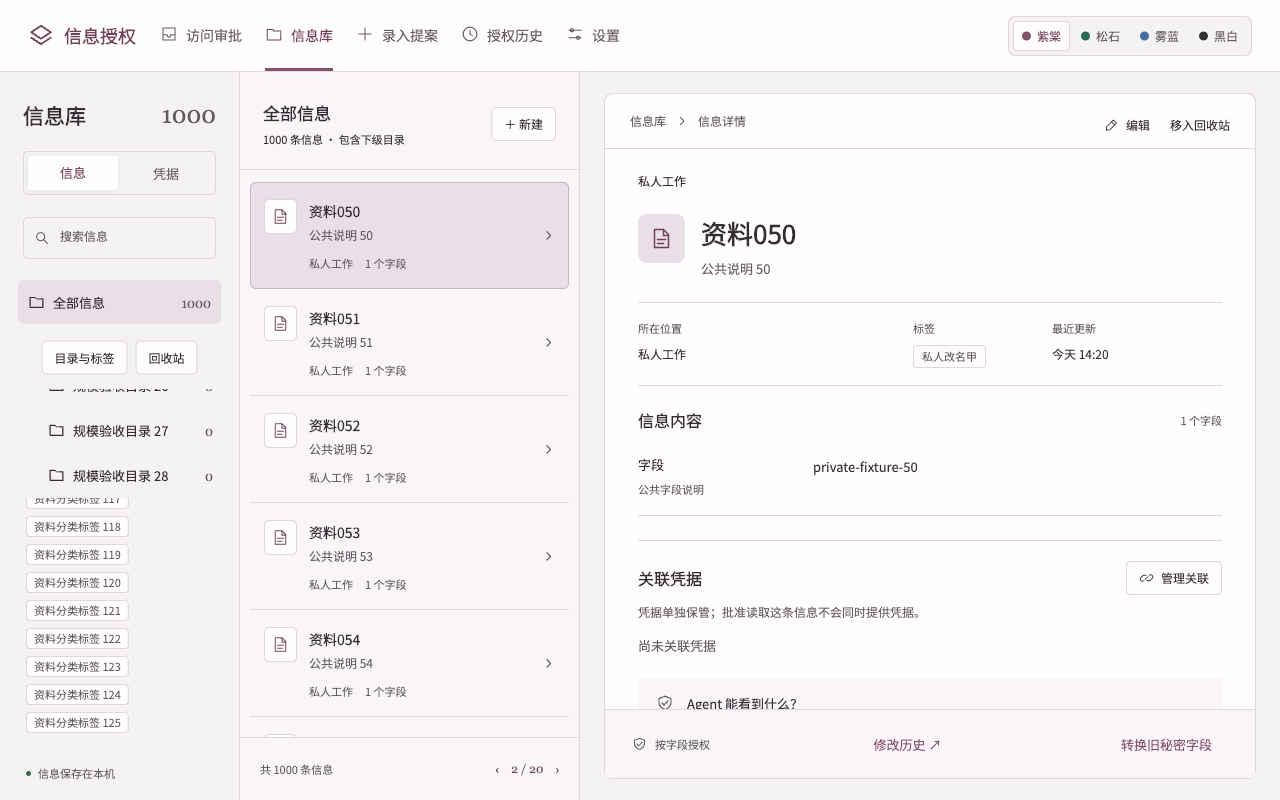 信息授权
访问审批
信息库
录入提案
授权历史
设置
紫棠
松石
雾蓝
黑白
信息库 1000
信息
凭据
搜索信息
全部信息 1000
目录与标签
回收站
规模验收目录 26 0
规模验收目录 27 0
规模验收目录 28 0
资料分类标签 117
资料分类标签 118
资料分类标签 119
资料分类标签 120
资料分类标签 121
资料分类标签 122
资料分类标签 123
资料分类标签 124
资料分类标签 125
信息保存在本机
全部信息
1000 条信息 · 包含下级目录
新建
资料050
公共说明 50
私人工作 1 个字段
资料051
公共说明 51
私人工作 1 个字段
资料052
公共说明 52
私人工作 1 个字段
资料053
公共说明 53
私人工作 1 个字段
资料054
公共说明 54
私人工作 1 个字段
共 1000 条信息
‹ 2 / 20 ›
信息库 > 信息详情
编辑
移入回收站
私人工作
资料050
公共说明 50
所在位置
私人工作
标签
私人改名甲
最近更新
今天 14:20
信息内容
1 个字段
字段
公共字段说明
private-fixture-50
关联凭据
管理关联
凭据单独保管；批准读取这条信息不会同时提供凭据。
尚未关联凭据
Agent 能看到什么？
按字段授权
修改历史 ↗
转换旧秘密字段